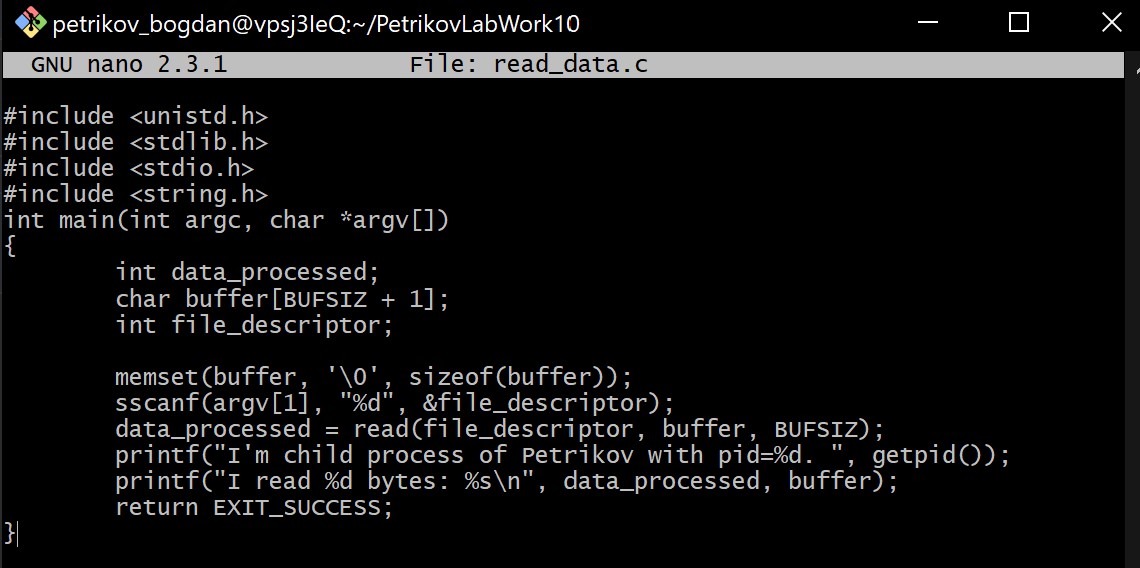 petrikov_bogdan@vpsj3IeQ:~/PetrikovLabWork10
GNU nano 2.3.1 File: read_data.c
#include <unistd.h>
#include <stdlib.h>
#include <stdio.h>
#include <string.h>
int main(int argc, char *argv[])
{
        int data_processed;
        char buffer[BUFSIZ + 1];
        int file_descriptor;

        memset(buffer, '\0', sizeof(buffer));
        sscanf(argv[1], "%d", &file_descriptor);
        data_processed = read(file_descriptor, buffer, BUFSIZ);
        printf("I'm child process of Petrikov with pid=%d. ", getpid());
        printf("I read %d bytes: %s\n", data_processed, buffer);
        return EXIT_SUCCESS;
}